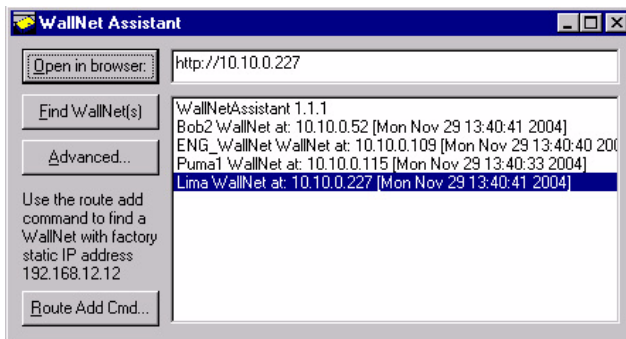 WallNet Assistant
Open in browser:
http://10.10.0.227
Find WallNet(s)
Advanced...
Use the route add
command to find a
WallNet with factory
static IP address
192.168.12.12
Route Add Cmd...
WallNetAssistant 1.1.1
Bob2 WallNet at: 10.10.0.52 [Mon Nov 29 13:40:41 2004]
ENG_WallNet WallNet at: 10.10.0.109 [Mon Nov 29 13:40:40 200
Puma1 WallNet at: 10.10.0.115 [Mon Nov 29 13:40:33 2004]
Lima WallNet at: 10.10.0.227 [Mon Nov 29 13:40:41 2004]